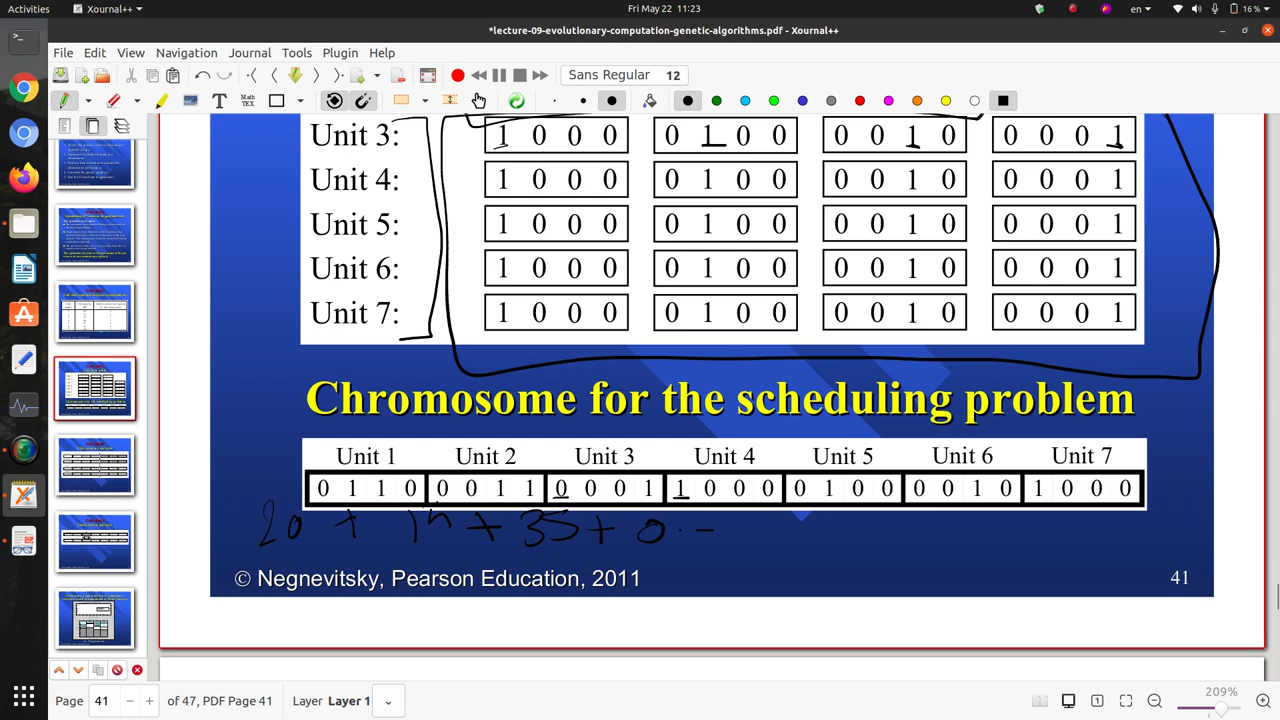 Activities Xournal++ Fri May 22 11:23 en 16 %
*lecture-09-evolutionary-computation-genetic-algorithms.pdf - Xournal++
File Edit View Navigation Journal Tools Plugin Help
Sans Regular 12
Unit 3: 1 0 0 0 0 1 0 0 0 0 1 0 0 0 0 1
Unit 4: 1 0 0 0 0 1 0 0 0 0 1 0 0 0 0 1
Unit 5: 1 0 0 0 0 1 0 0 0 0 1 0 0 0 0 1
Unit 6: 1 0 0 0 0 1 0 0 0 0 1 0 0 0 0 1
Unit 7: 1 0 0 0 0 1 0 0 0 0 1 0 0 0 0 1
Chromosome for the scheduling problem
Unit 1 Unit 2 Unit 3 Unit 4 Unit 5 Unit 6 Unit 7
0 1 1 0 0 0 1 1 0 0 0 1 1 0 0 0 0 1 0 0 0 0 1 0 1 0 0 0
20 + + 35 + 0
© Negnevitsky, Pearson Education, 2011 41
Page 41 of 47, PDF Page 41 Layer Layer 1 209%